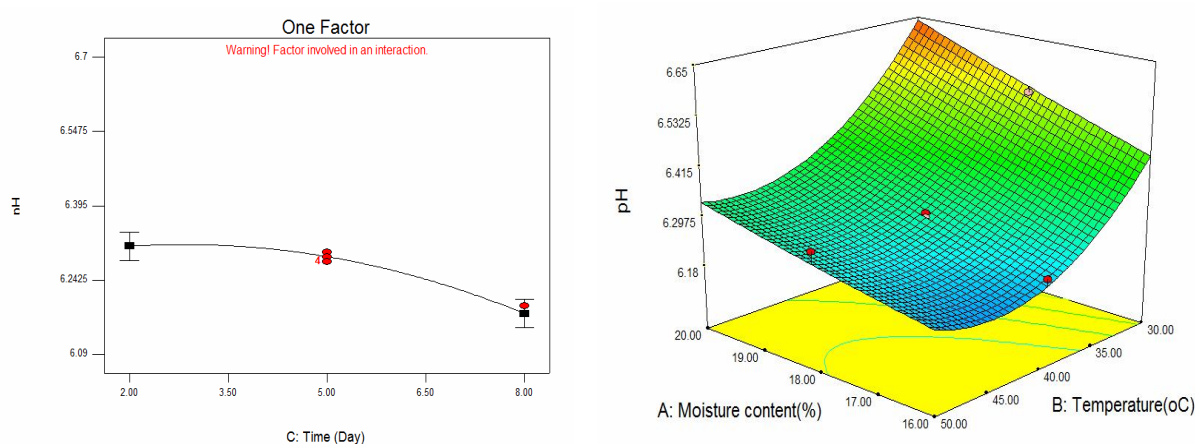 One Factor
Warning! Factor involved in an interaction.
6.7
6.5475
6.395
6.2425
6.09
pH
4
2.00 3.50 5.00 6.50 8.00
C: Time (Day)
6.65
6.5325
6.415
6.2975
6.18
pH
20.00
19.00
18.00
17.00
16.00
50.00
45.00
40.00
35.00
30.00
A: Moisture content(%)
B: Temperature(oC)